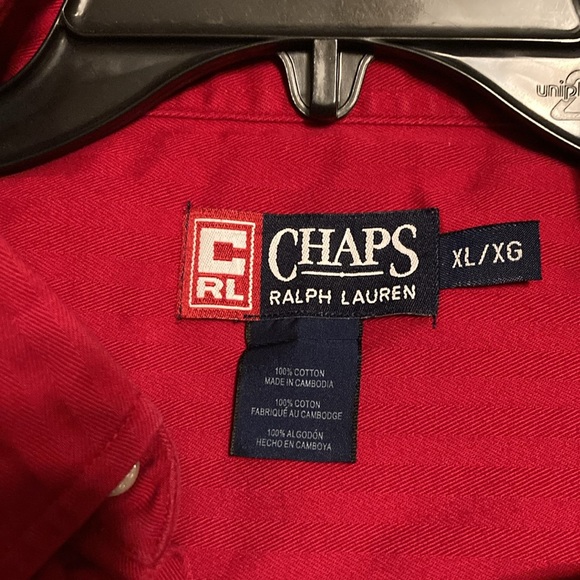 C
RL
CHAPS
RALPH LAUREN
XL/XG
100% COTTON
MADE IN CAMBODIA
100% COTON
FABRIQUÉ AU CAMBODGE
100% ALGODÓN
HECHO EN CAMBOYA